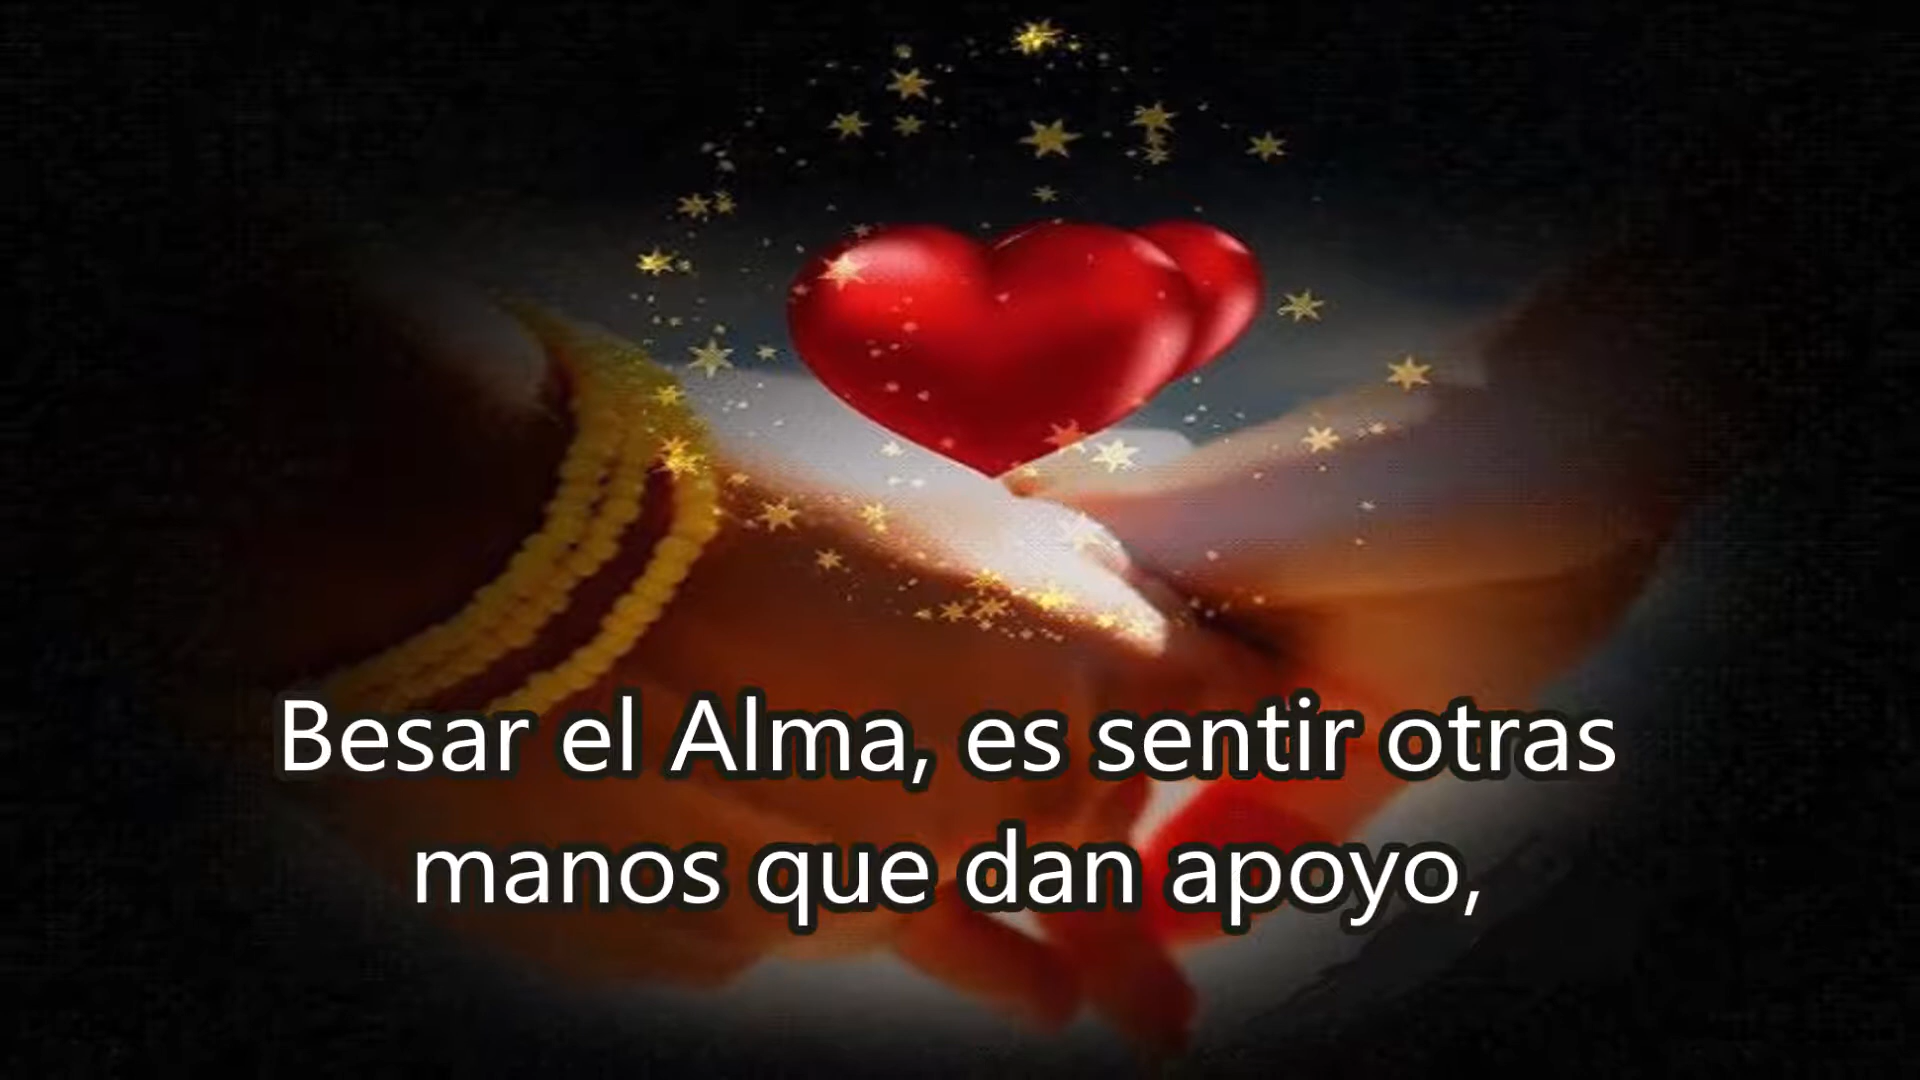 Besar el Alma, es sentir otras
manos que dan apoyo,